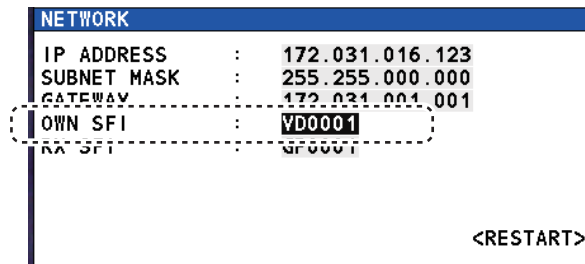 NETWORK
IP ADDRESS : 172.031.016.123
SUBNET MASK : 255.255.000.000
GATEWAY : 172.031.001.001
OWN SFI : VD0001
RX SFI : GP0001
<RESTART>